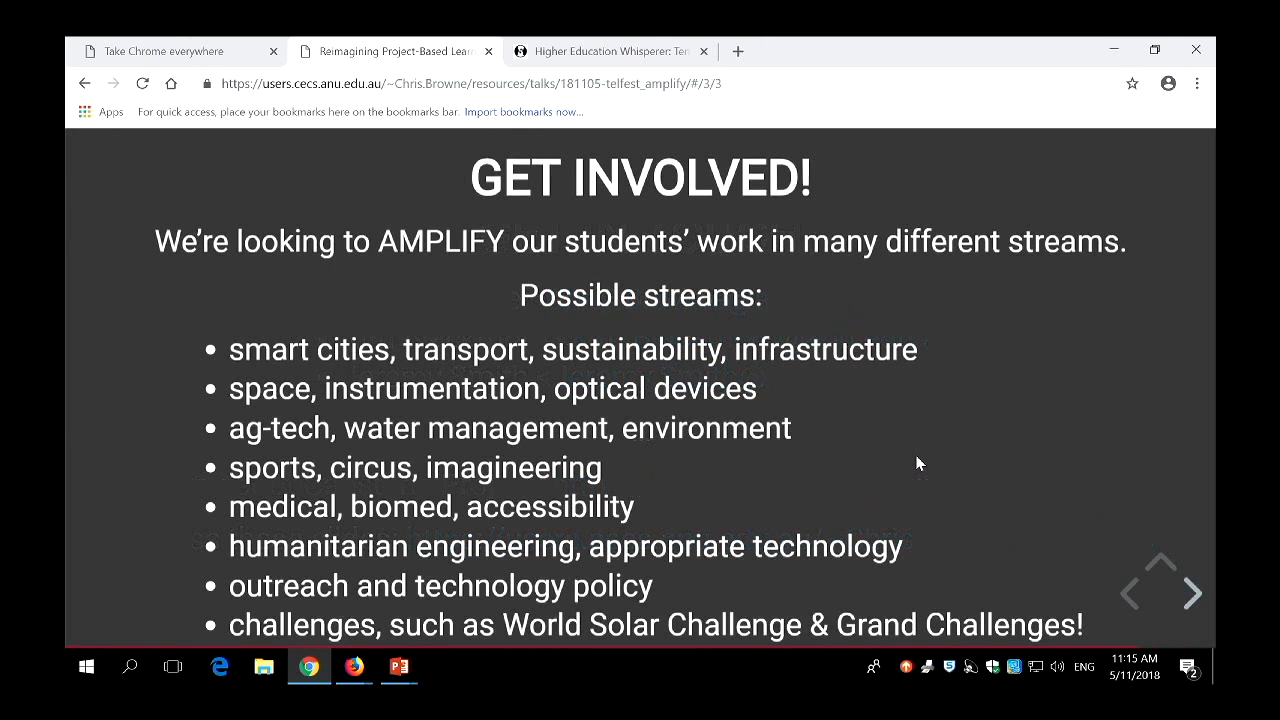 Take Chrome everywhere
Reimagining Project-Based Lear
Higher Education Whisperer: Ten
https://users.cecs.anu.edu.au/~Chris.Browne/resources/talks/181105-telfest_amplify/#/3/3
Apps
For quick access, place your bookmarks here on the bookmarks bar. Import bookmarks now...
GET INVOLVED!
We're looking to AMPLIFY our students' work in many different streams.
Possible streams:
• smart cities, transport, sustainability, infrastructure
• space, instrumentation, optical devices
• ag-tech, water management, environment
• sports, circus, imagineering
• medical, biomed, accessibility
• humanitarian engineering, appropriate technology
• outreach and technology policy
• challenges, such as World Solar Challenge & Grand Challenges!
ENG
11:15 AM
5/11/2018
2